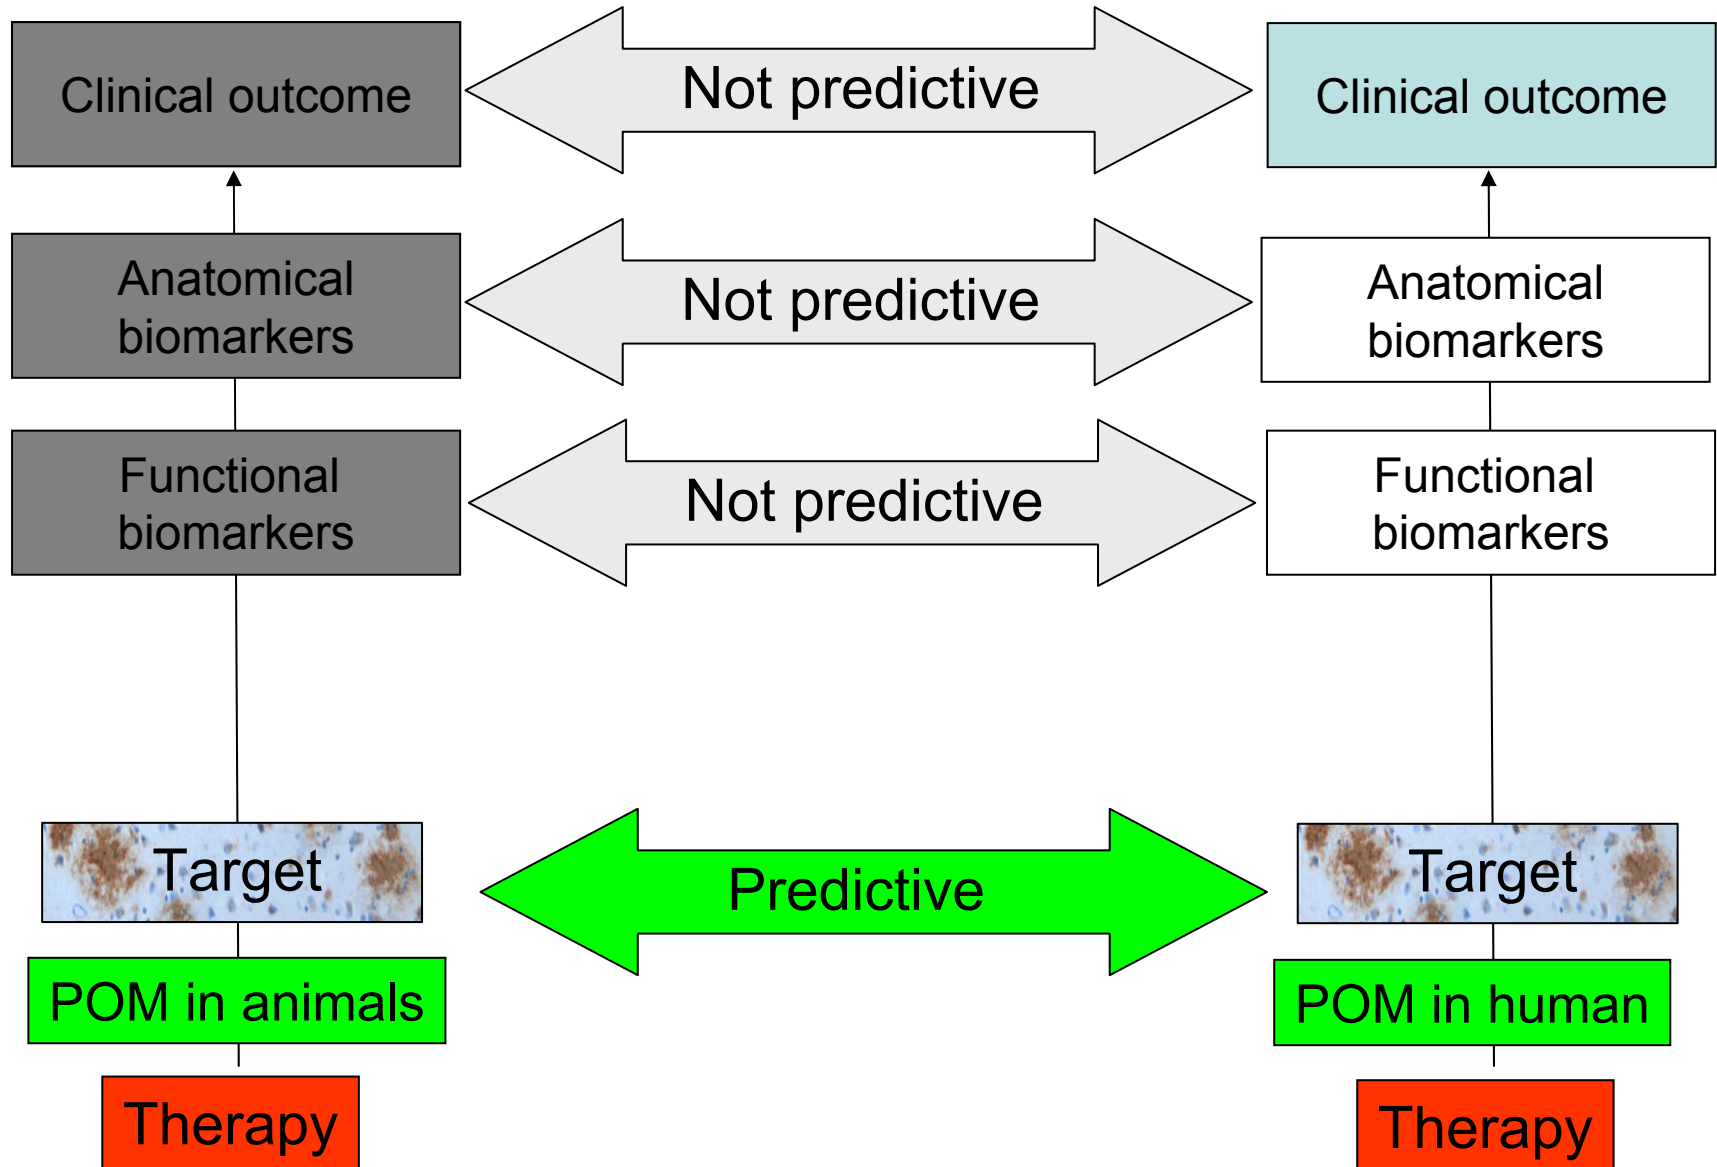 Clinical outcome
Not predictive
Clinical outcome
Anatomical
biomarkers
Not predictive
Anatomical
biomarkers
Functional
biomarkers
Not predictive
Functional
biomarkers
Target
Predictive
Target
POM in animals
POM in human
Therapy
Therapy